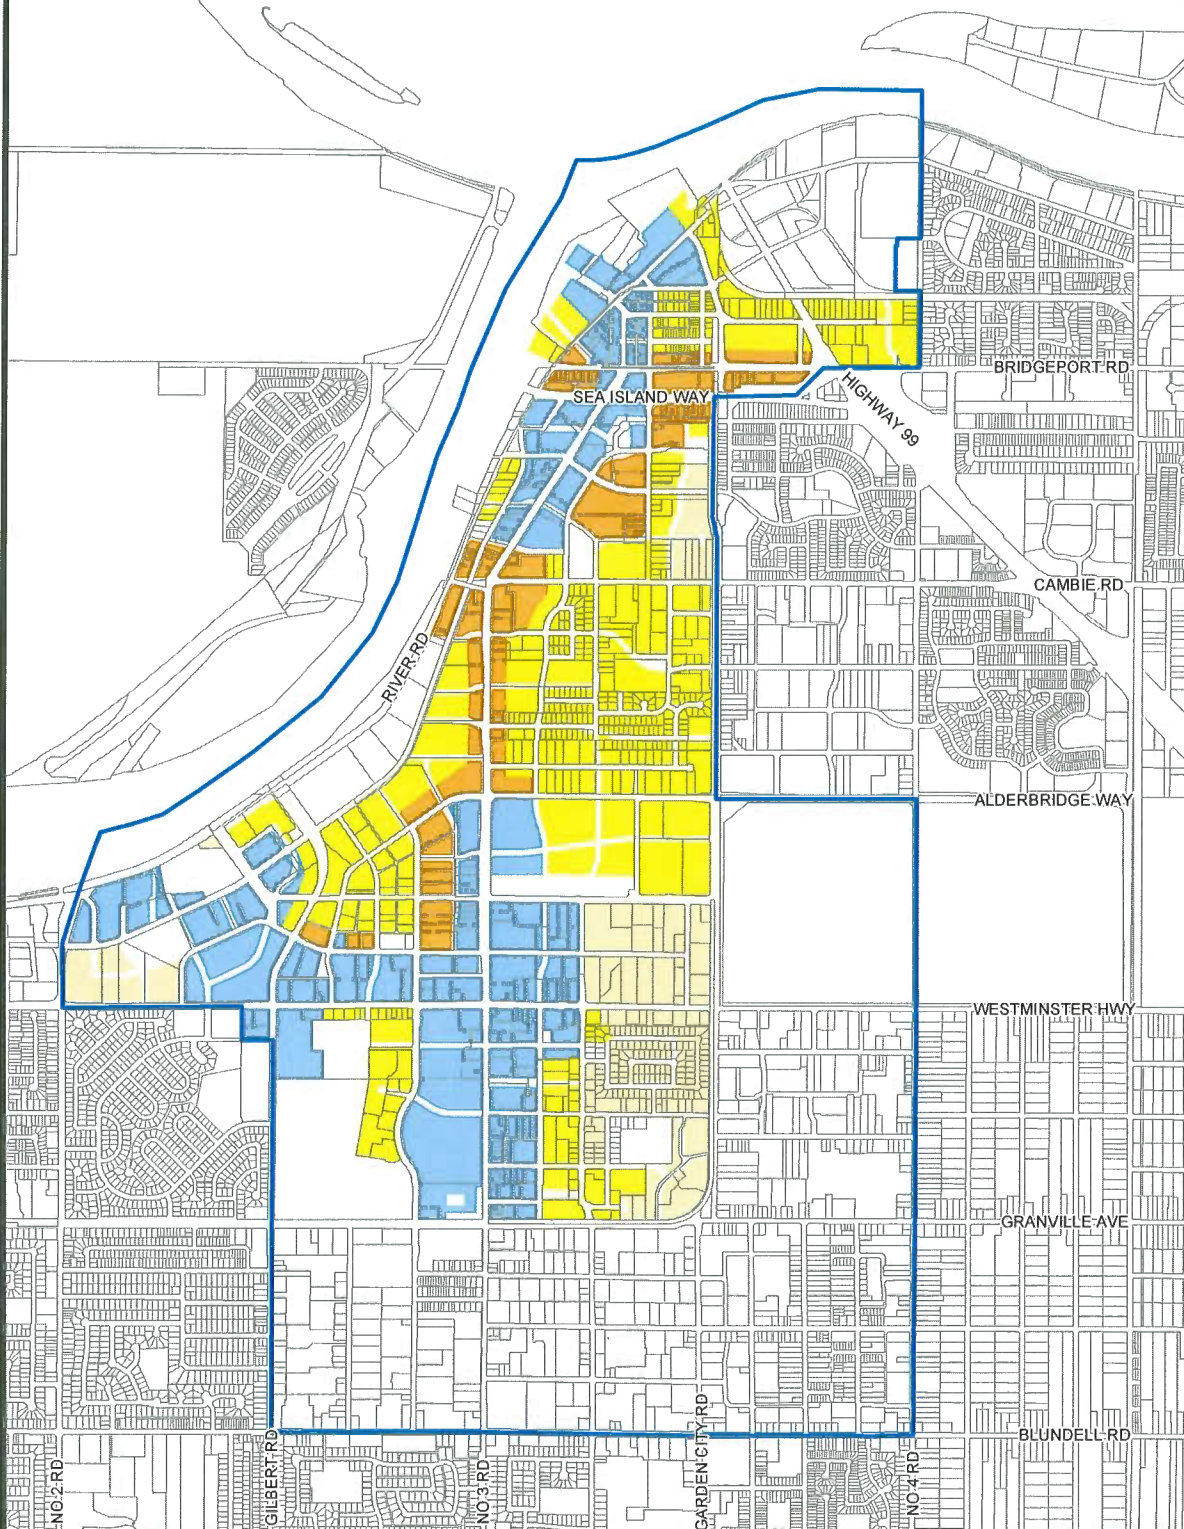 BRIDGEPORT RD
SEA ISLAND WAY
HIGHWAY 99
CAMBIE RD
RIVER RD
ALDERBRIDGE WAY
WESTMINSTER HWY
GRANVILLE AVE
BLUNDELL RD
NO 2 RD
GILBERT RD
NO 3 RD
GARDEN CITY RD
NO 4 RD